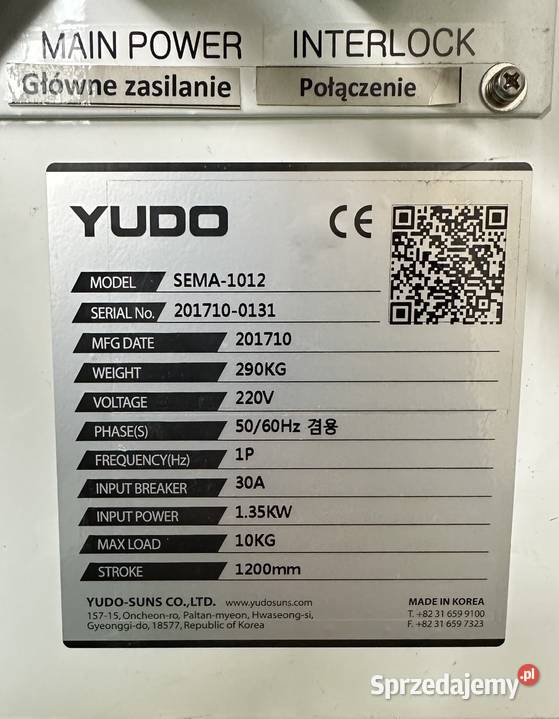 MAIN POWER INTERLOCK
Główne zasilanie Połączenie
YUDO CE
MODEL SEMA-1012
SERIAL No. 201710-0131
MFG DATE 201710
WEIGHT 290KG
VOLTAGE 220V
PHASE(S) 50/60Hz 겸용
FREQUENCY(Hz) 1P
INPUT BREAKER 30A
INPUT POWER 1.35KW
MAX LOAD 10KG
STROKE 1200mm
YUDO-SUNS CO.,LTD. www.yudosuns.com MADE IN KOREA
157-15, Oncheon-ro, Paltan-myeon, Hwaseong-si, T. +82 31 659 9100
Gyeonggi-do, 18577, Republic of Korea F. +82 31 659 7323
Sprzedajemy.pl